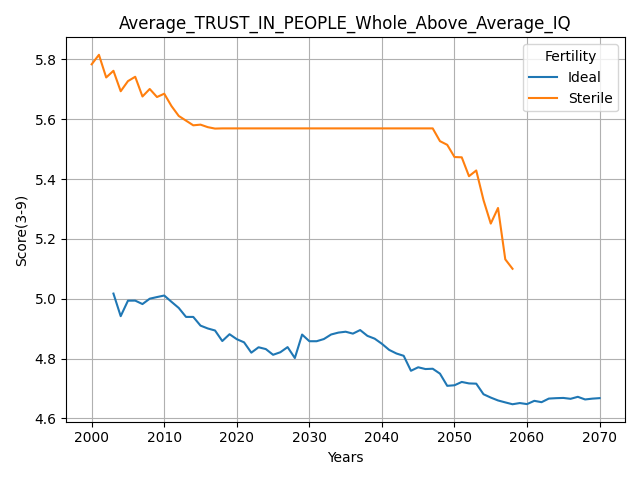 Average_TRUST_IN_PEOPLE_Whole_Above_Average_IQ
Fertility
Ideal
Sterile
Score(3-9)
5.8
5.6
5.4
5.2
5.0
4.8
4.6
2000 2010 2020 2030 2040 2050 2060 2070
Years